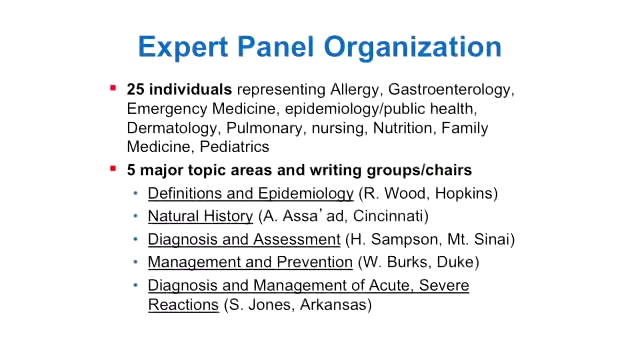 Expert Panel Organization
▪ 25 individuals representing Allergy, Gastroenterology,
Emergency Medicine, epidemiology/public health,
Dermatology, Pulmonary, nursing, Nutrition, Family
Medicine, Pediatrics
▪ 5 major topic areas and writing groups/chairs
• Definitions and Epidemiology (R. Wood, Hopkins)
• Natural History (A. Assa’ad, Cincinnati)
• Diagnosis and Assessment (H. Sampson, Mt. Sinai)
• Management and Prevention (W. Burks, Duke)
• Diagnosis and Management of Acute, Severe
Reactions (S. Jones, Arkansas)